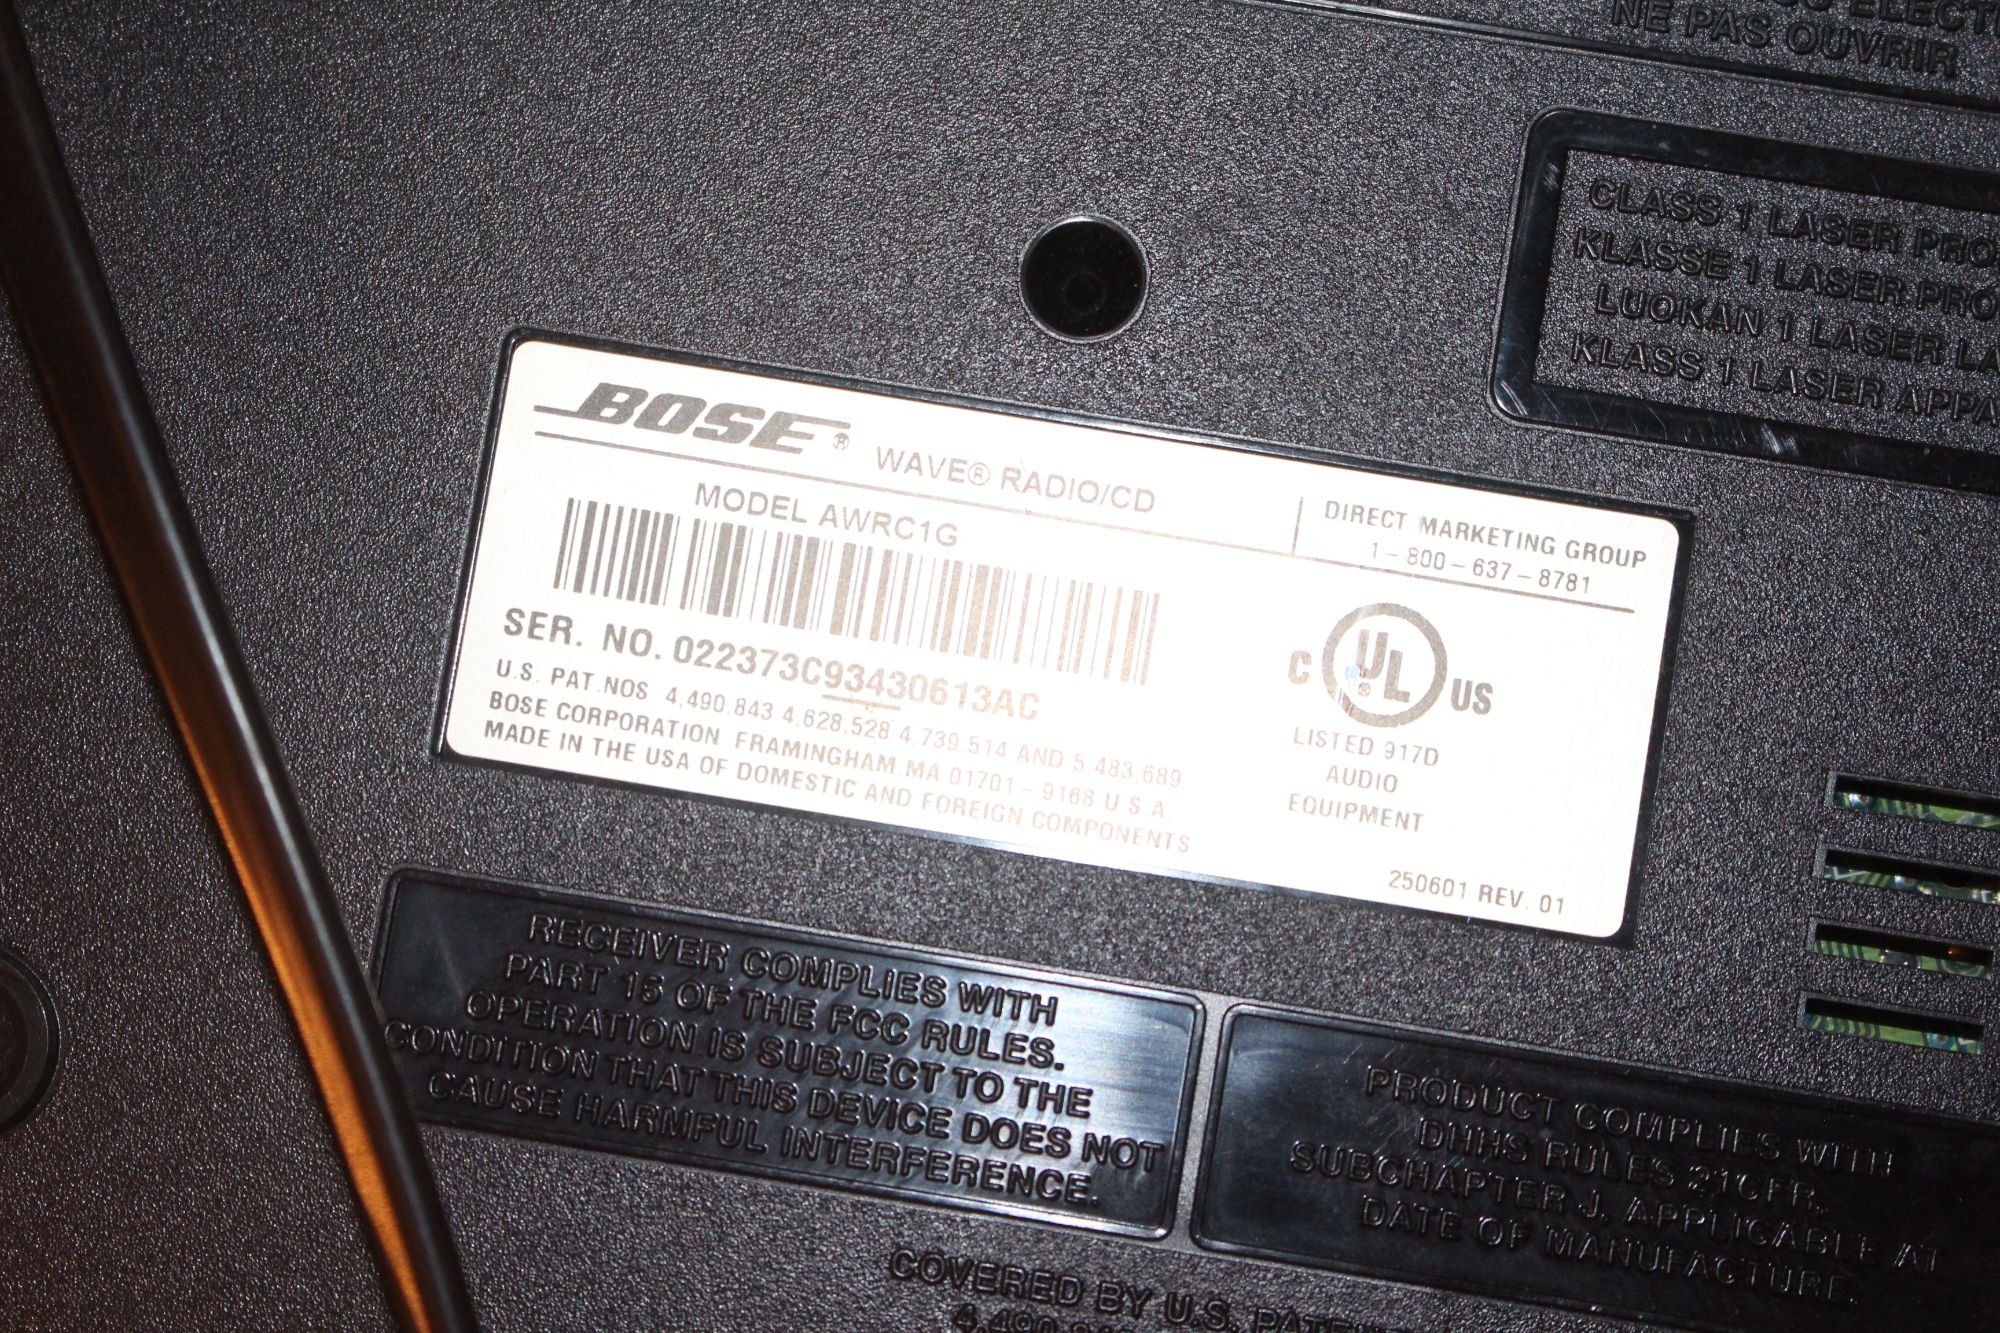 NE PAS OUVRIR
CLASS 1 LASER
KLASSE 1 LASER
LUOKAN 1 LASER
KLASS 1 LASER
BOSE® WAVE® RADIO/CD
MODEL AWRC1G
DIRECT MARKETING GROUP
1-800-637-8781
SER. NO. 022373C93430613AC
U.S. PAT. NOS 4,490,843 4,628,528 4,739,514 AND 5,483,689
BOSE CORPORATION FRAMINGHAM, MA 01701-9168 U.S.A.
MADE IN THE USA OF DOMESTIC AND FOREIGN COMPONENTS
C UL® US
LISTED 917D
AUDIO
EQUIPMENT
250601 REV. 01
RECEIVER COMPLIES WITH
PART 15 OF THE FCC RULES.
OPERATION IS SUBJECT TO THE
CONDITION THAT THIS DEVICE DOES NOT
CAUSE HARMFUL INTERFERENCE.
PRODUCT COMPLIES WITH
DHHS RULES 21CFR,
SUBCHAPTER J. APPLICABLE AT
DATE OF MANUFACTURE.
COVERED BY U.S.